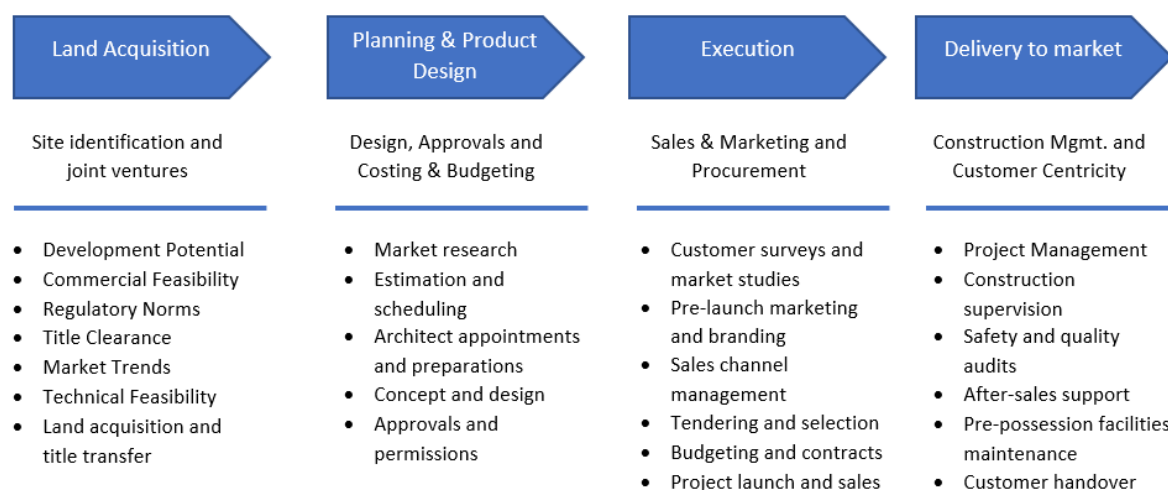 Land Acquisition
Site identification and
joint ventures
• Development Potential
• Commercial Feasibility
• Regulatory Norms
• Title Clearance
• Market Trends
• Technical Feasibility
• Land acquisition and
title transfer
Planning & Product
Design
Design, Approvals and
Costing & Budgeting
• Market research
• Estimation and
scheduling
• Architect appointments
and preparations
• Concept and design
• Approvals and
permissions
Execution
Sales & Marketing and
Procurement
• Customer surveys and
market studies
• Pre-launch marketing
and branding
• Sales channel
management
• Tendering and selection
• Budgeting and contracts
• Project launch and sales
Delivery to market
Construction Mgmt. and
Customer Centricity
• Project Management
• Construction
supervision
• Safety and quality
audits
• After-sales support
• Pre-possession facilities
maintenance
• Customer handover